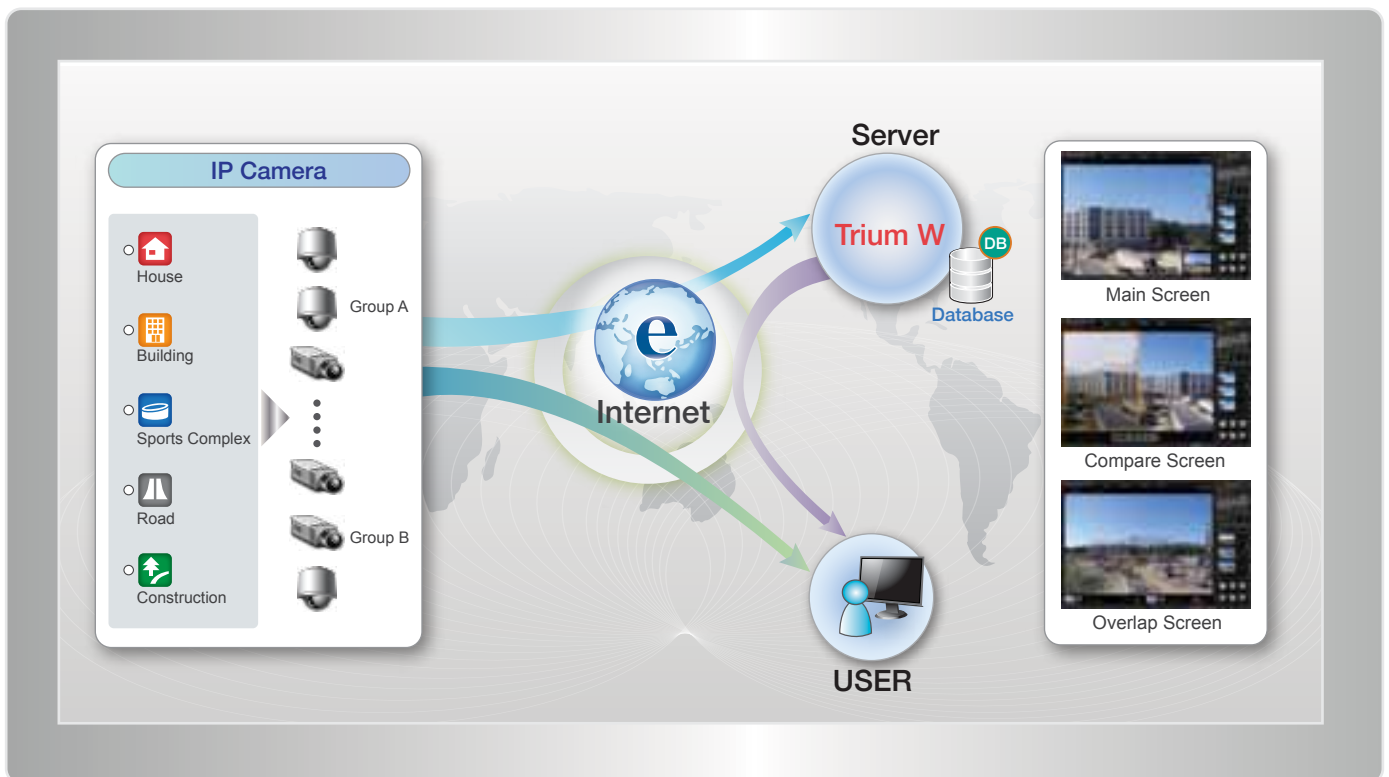 IP Camera
House
Building
Sports Complex
Road
Construction
Group A
Group B
e
Internet
Server
Trium W
DB
Database
USER
Main Screen
Compare Screen
Overlap Screen